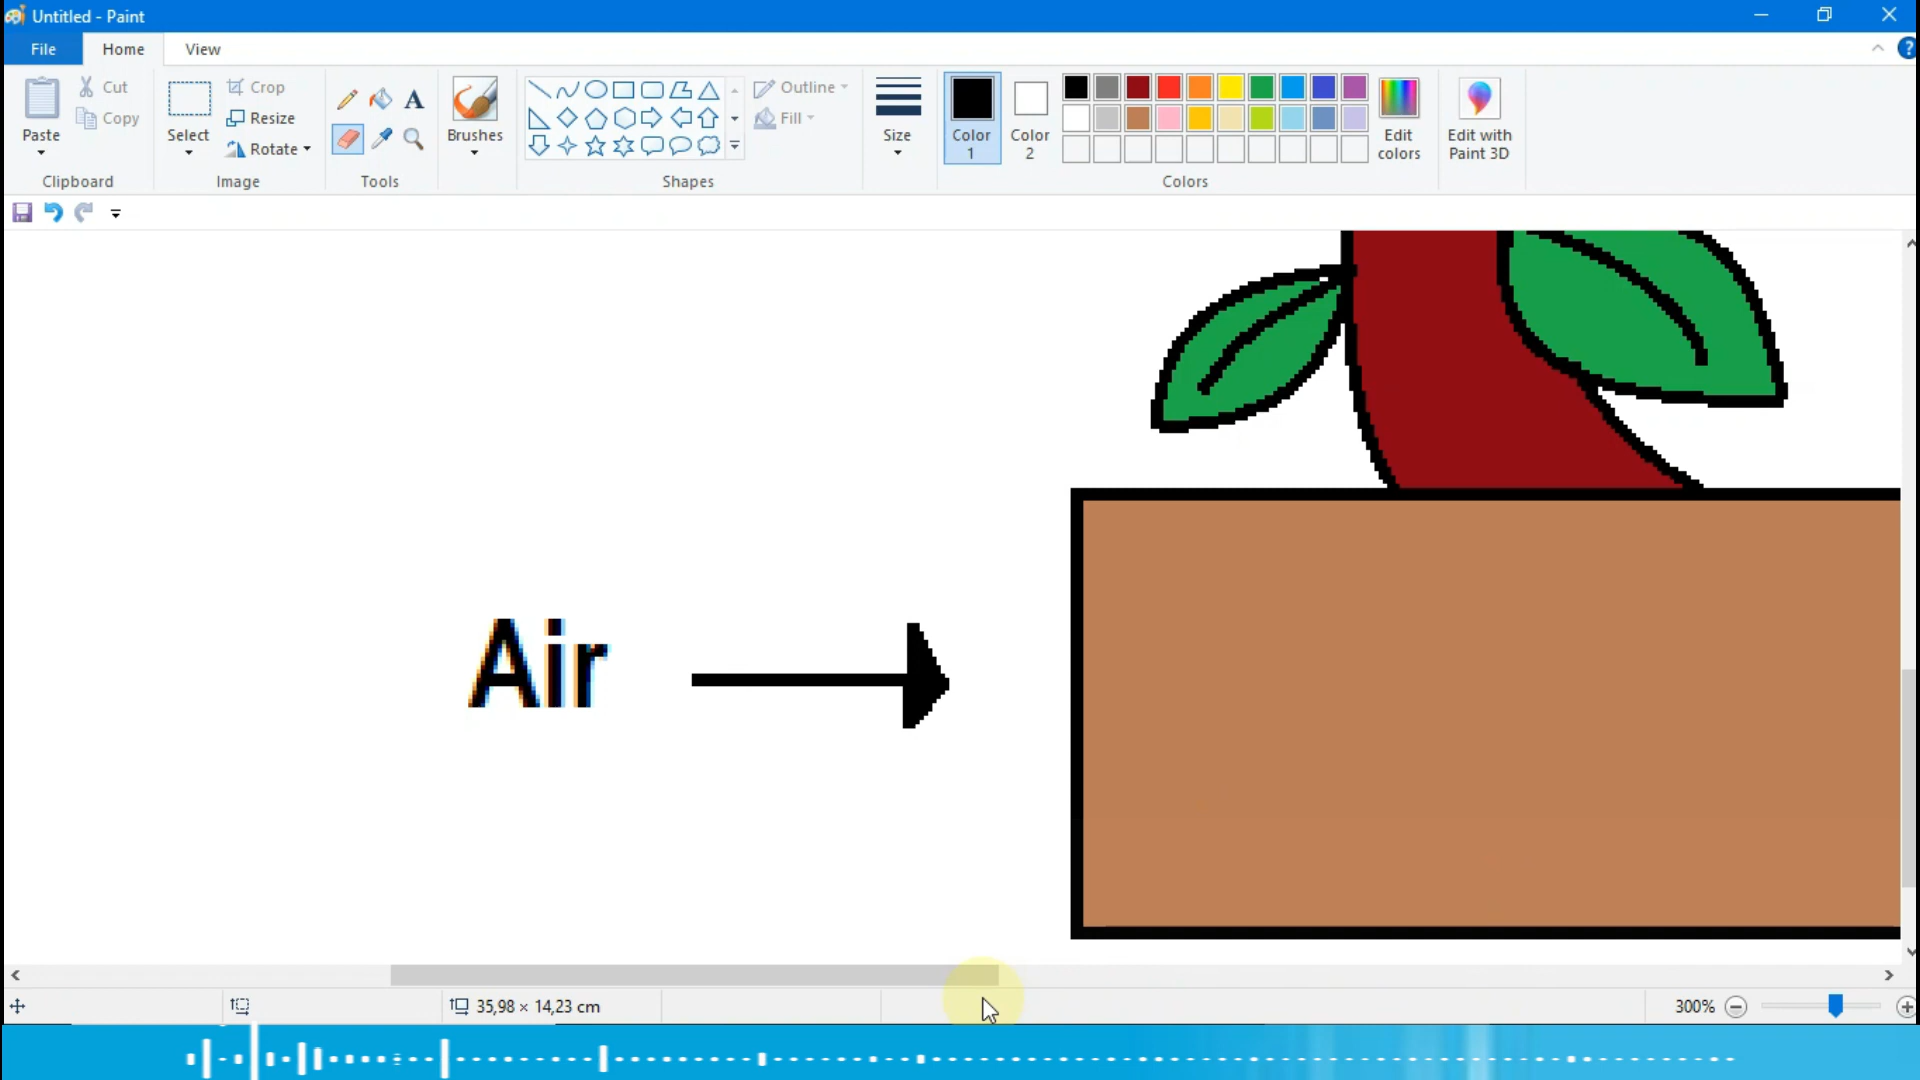 Untitled - Paint
File
Home
View
Paste
Cut
Copy
Clipboard
Select
Crop
Resize
Rotate
Image
A
Tools
Brushes
Shapes
Outline
Fill
Size
Color
1
Color
2
Edit
colors
Colors
Edit with
Paint 3D
?
Air
35,98 × 14,23 cm
300%